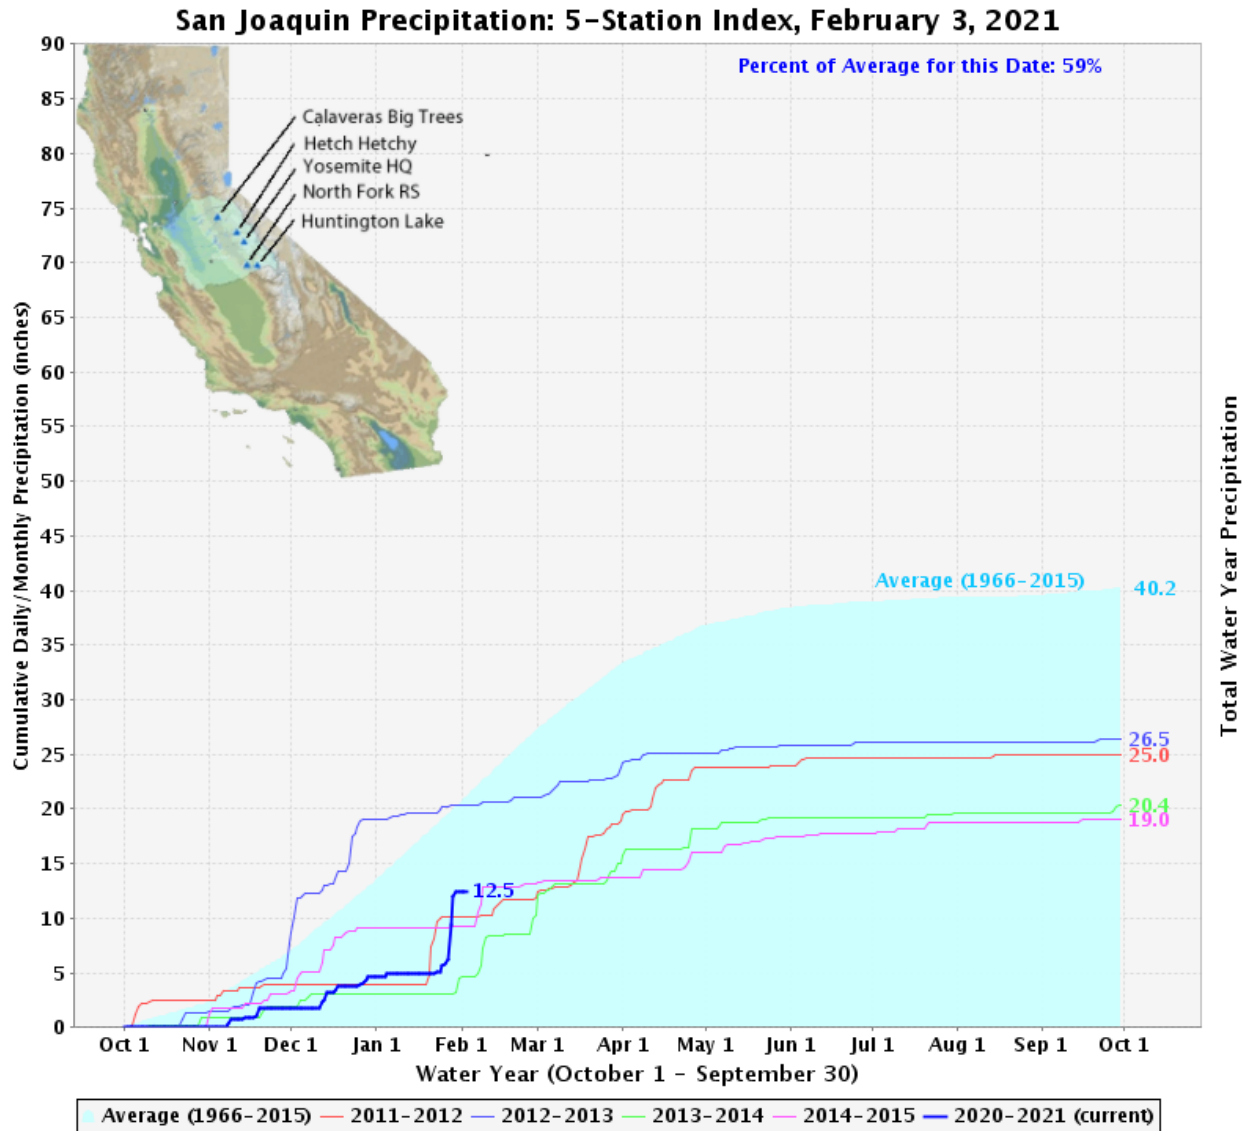 San Joaquin Precipitation: 5-Station Index, February 3, 2021
Percent of Average for this Date: 59%
Calaveras Big Trees
Hetch Hetchy
Yosemite HQ
North Fork RS
Huntington Lake
Cumulative Daily/Monthly Precipitation (inches)
90
85
80
75
70
65
60
55
50
45
40
35
30
25
20
15
10
5
0
Average (1966-2015)
40.2
26.5
25.0
20.4
19.0
12.5
Total Water Year Precipitation
Oct 1 Nov 1 Dec 1 Jan 1 Feb 1 Mar 1 Apr 1 May 1 Jun 1 Jul 1 Aug 1 Sep 1 Oct 1
Water Year (October 1 - September 30)
Average (1966-2015) 2011-2012 2012-2013 2013-2014 2014-2015 2020-2021 (current)